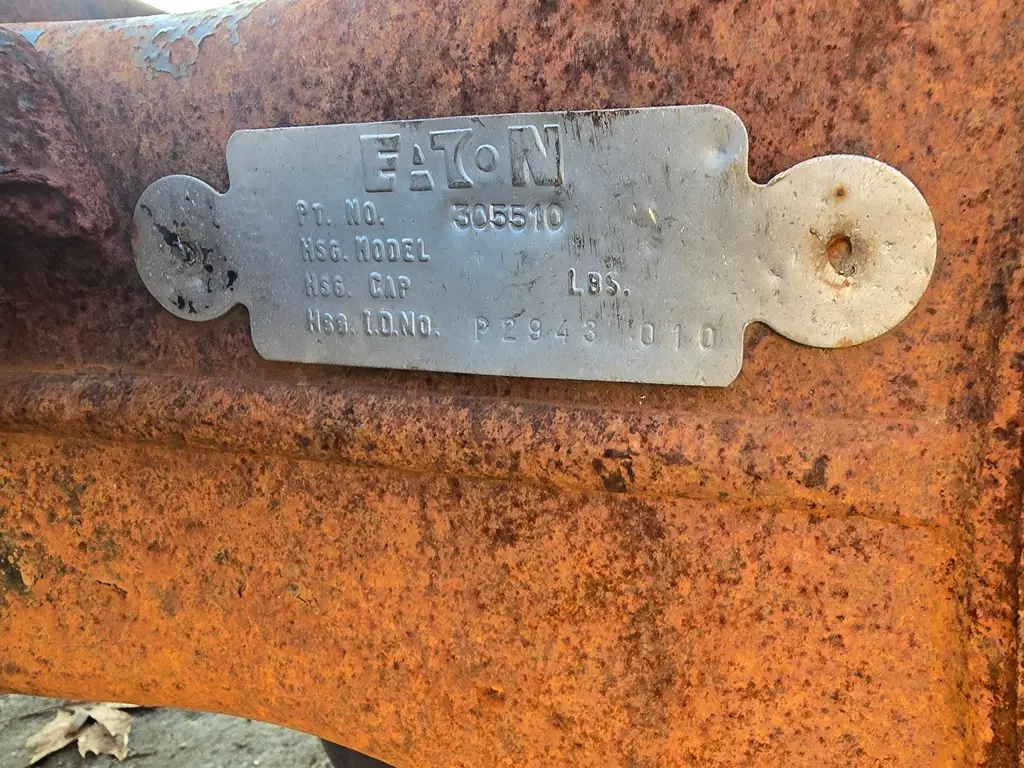 EATON
PT. NO. 305510
HSG. MODEL
HSG. CAP LBS.
HSG. I.D.NO. P2943 010